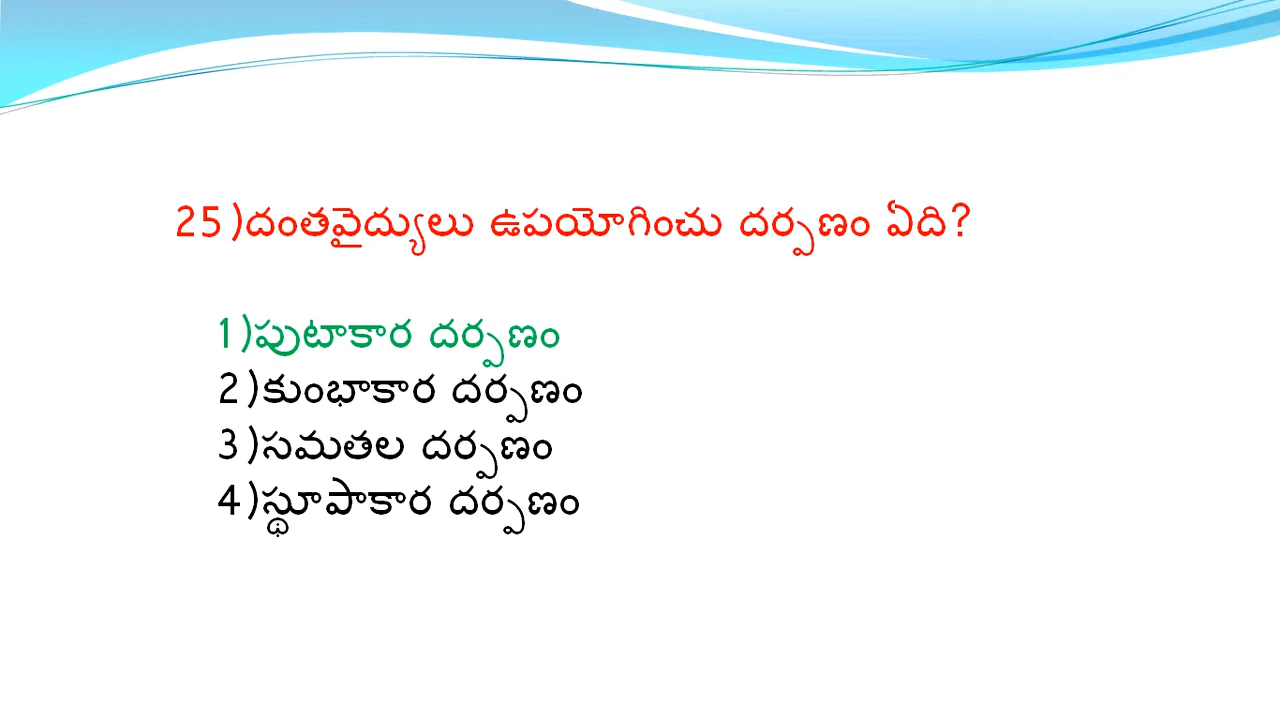 25)దంతవైద్యులు ఉపయోగించు దర్పణం ఏది?
1)పుటాకార దర్పణం
2)కుంభాకార దర్పణం
3)సమతల దర్పణం
4)స్థూపాకార దర్పణం